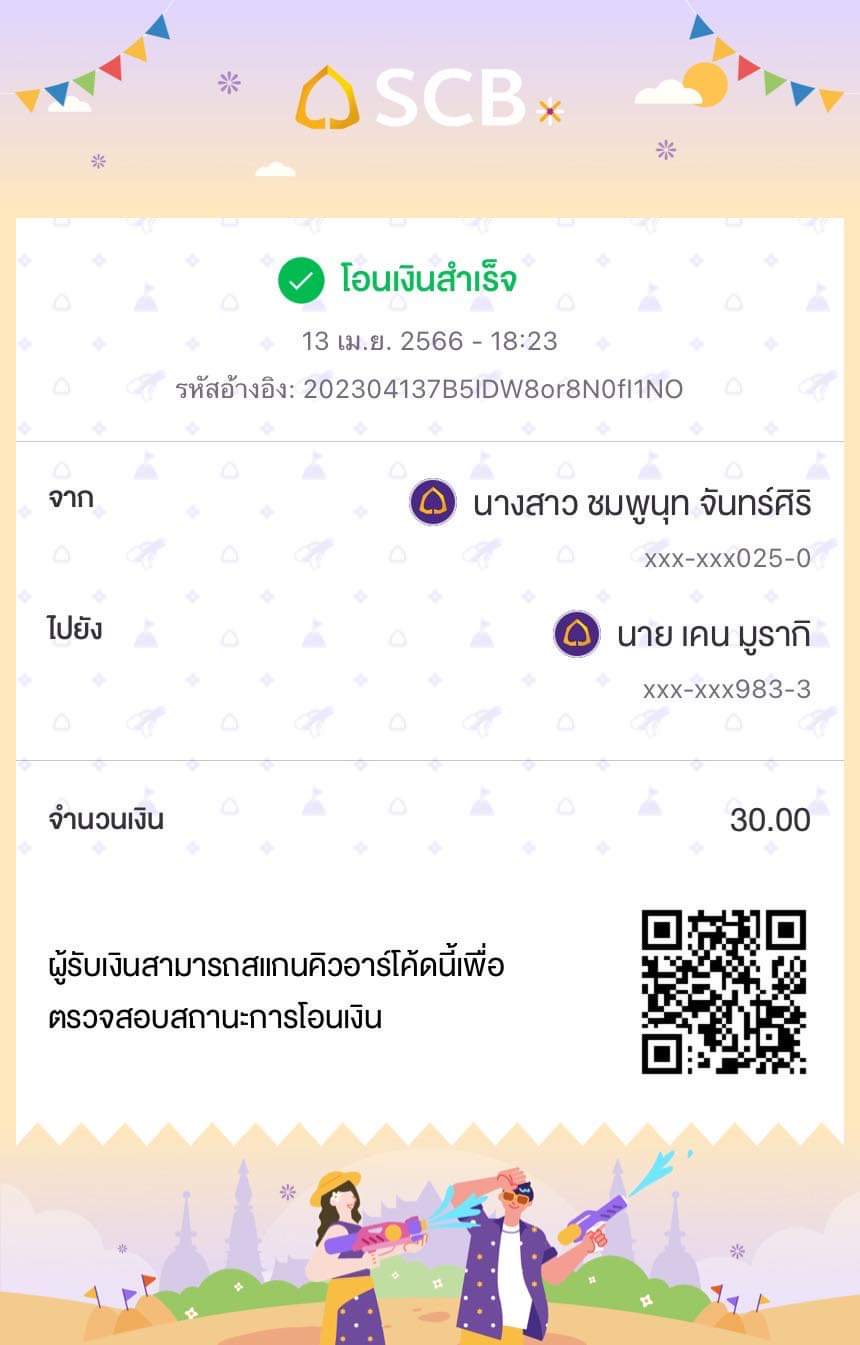 SCB
โอนเงินสำเร็จ
13 เม.ย. 2566 - 18:23
รหัสอ้างอิง: 202304137B5IDW8or8N0fI1NO
จาก
นางสาว ชมพูนุท จันทร์ศิริ
xxx-xxx025-0
ไปยัง
นาย เคน มูรากิ
xxx-xxx983-3
จำนวนเงิน
30.00
ผู้รับเงินสามารถสแกนคิวอาร์โค้ดนี้เพื่อ
ตรวจสอบสถานะการโอนเงิน